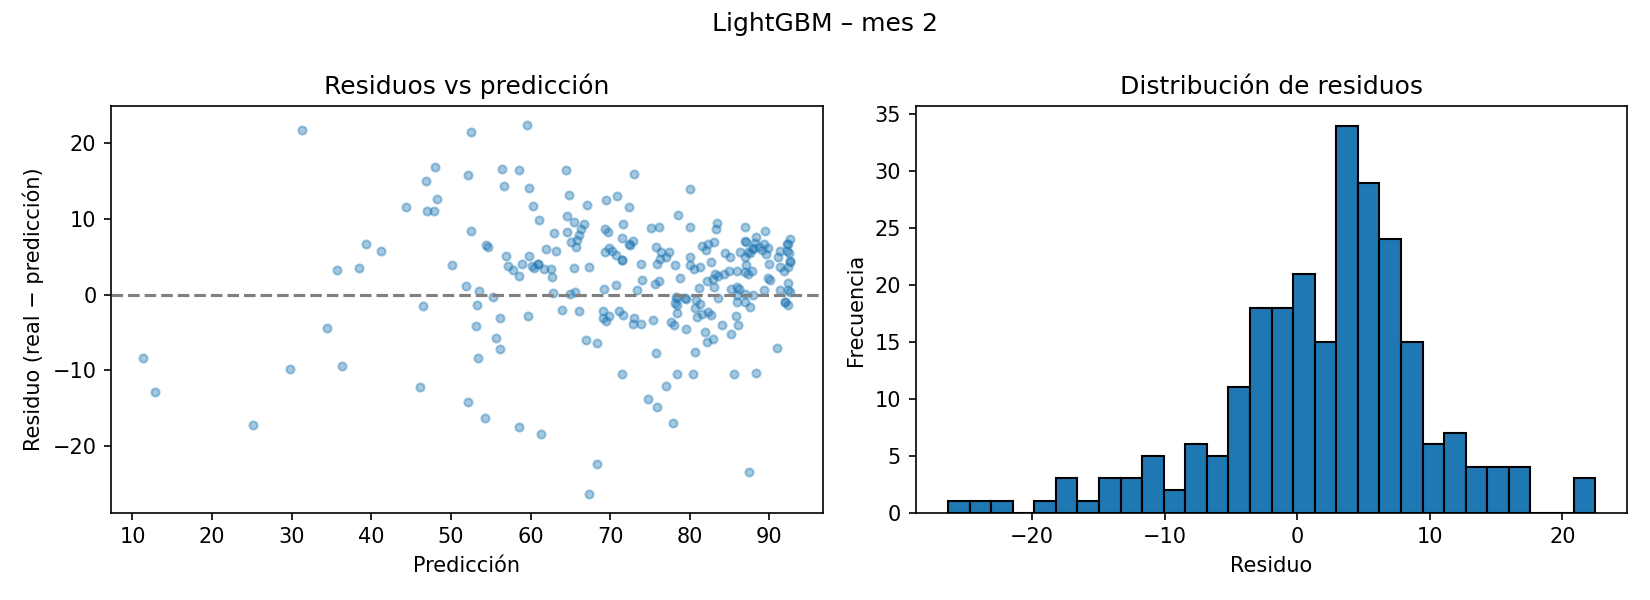 LightGBM – mes 2
Residuos vs predicción
Residuo (real − predicción)
20
10
0
−10
−20
10 20 30 40 50 60 70 80 90
Predicción
Distribución de residuos
Frecuencia
35
30
25
20
15
10
5
0
−20 −10 0 10 20
Residuo